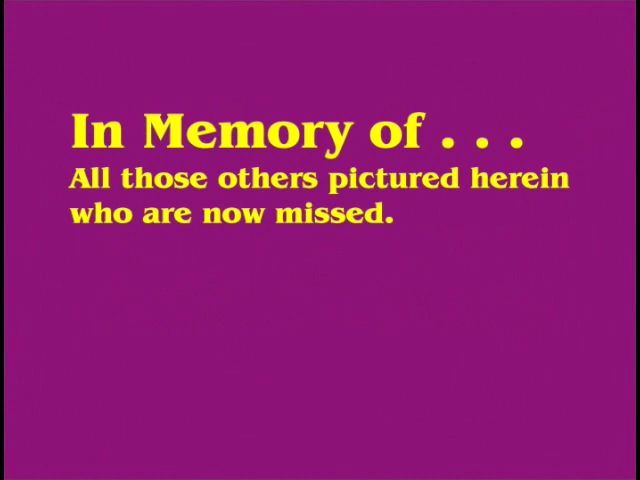 In Memory of . . .
All those others pictured herein
who are now missed.